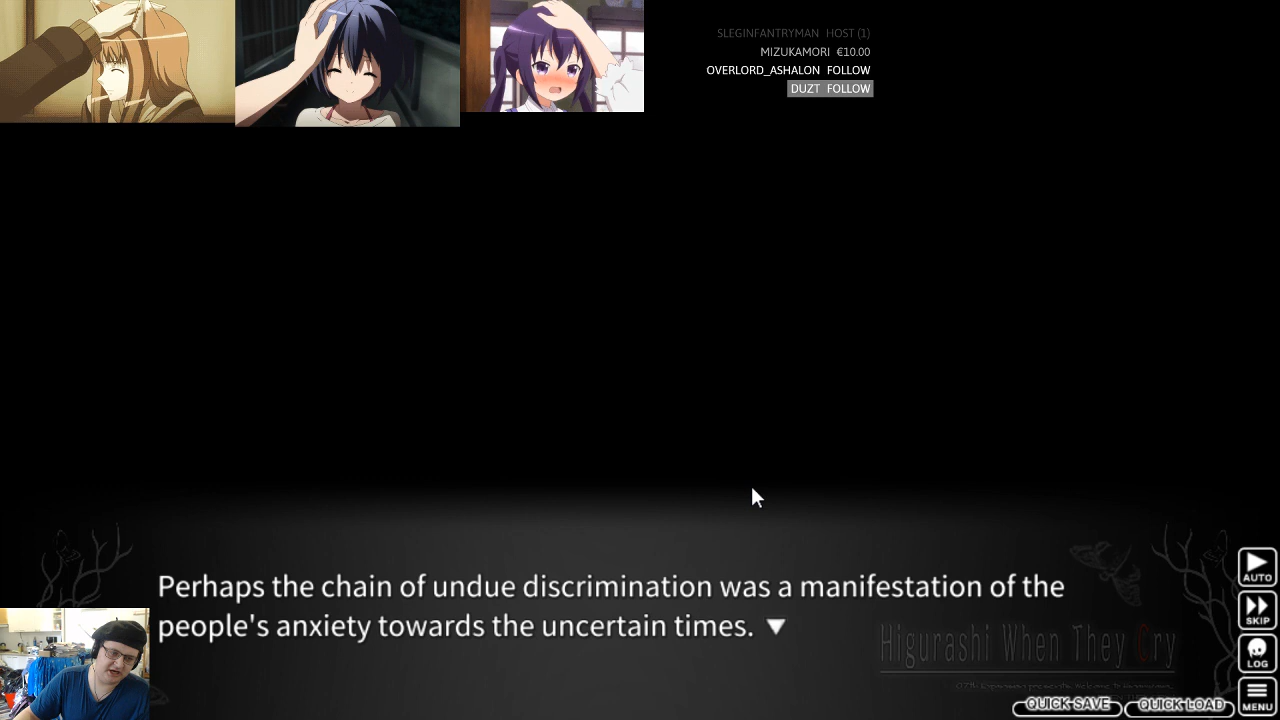 SLEGINFANTRYMAN HOST (1)
MIZUKAMORI €10.00
OVERLORD_ASHALON FOLLOW
DUZT FOLLOW
Perhaps the chain of undue discrimination was a manifestation of the
people's anxiety towards the uncertain times.
Higurashi When They Cry
AUTO
SKIP
LOG
MENU
QUICK SAVE
QUICK LOAD